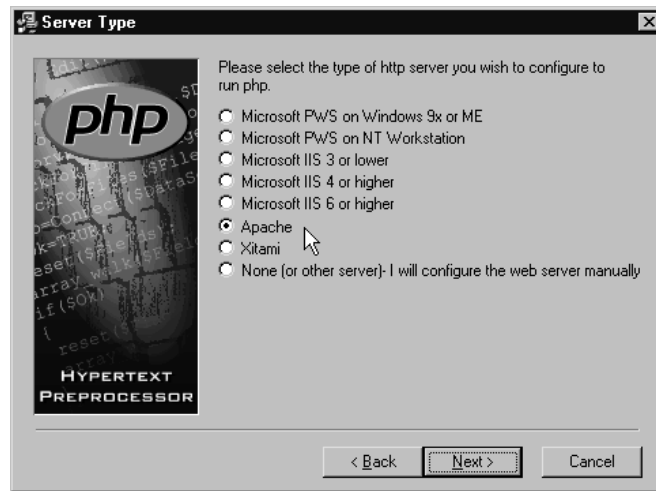 Server Type
php
HYPERTEXT
PREPROCESSOR
Please select the type of http server you wish to configure to
run php.
Microsoft PWS on Windows 9x or ME
Microsoft PWS on NT Workstation
Microsoft IIS 3 or lower
Microsoft IIS 4 or higher
Microsoft IIS 6 or higher
Apache
Xitami
None (or other server)- I will configure the web server manually
< Back
Next >
Cancel